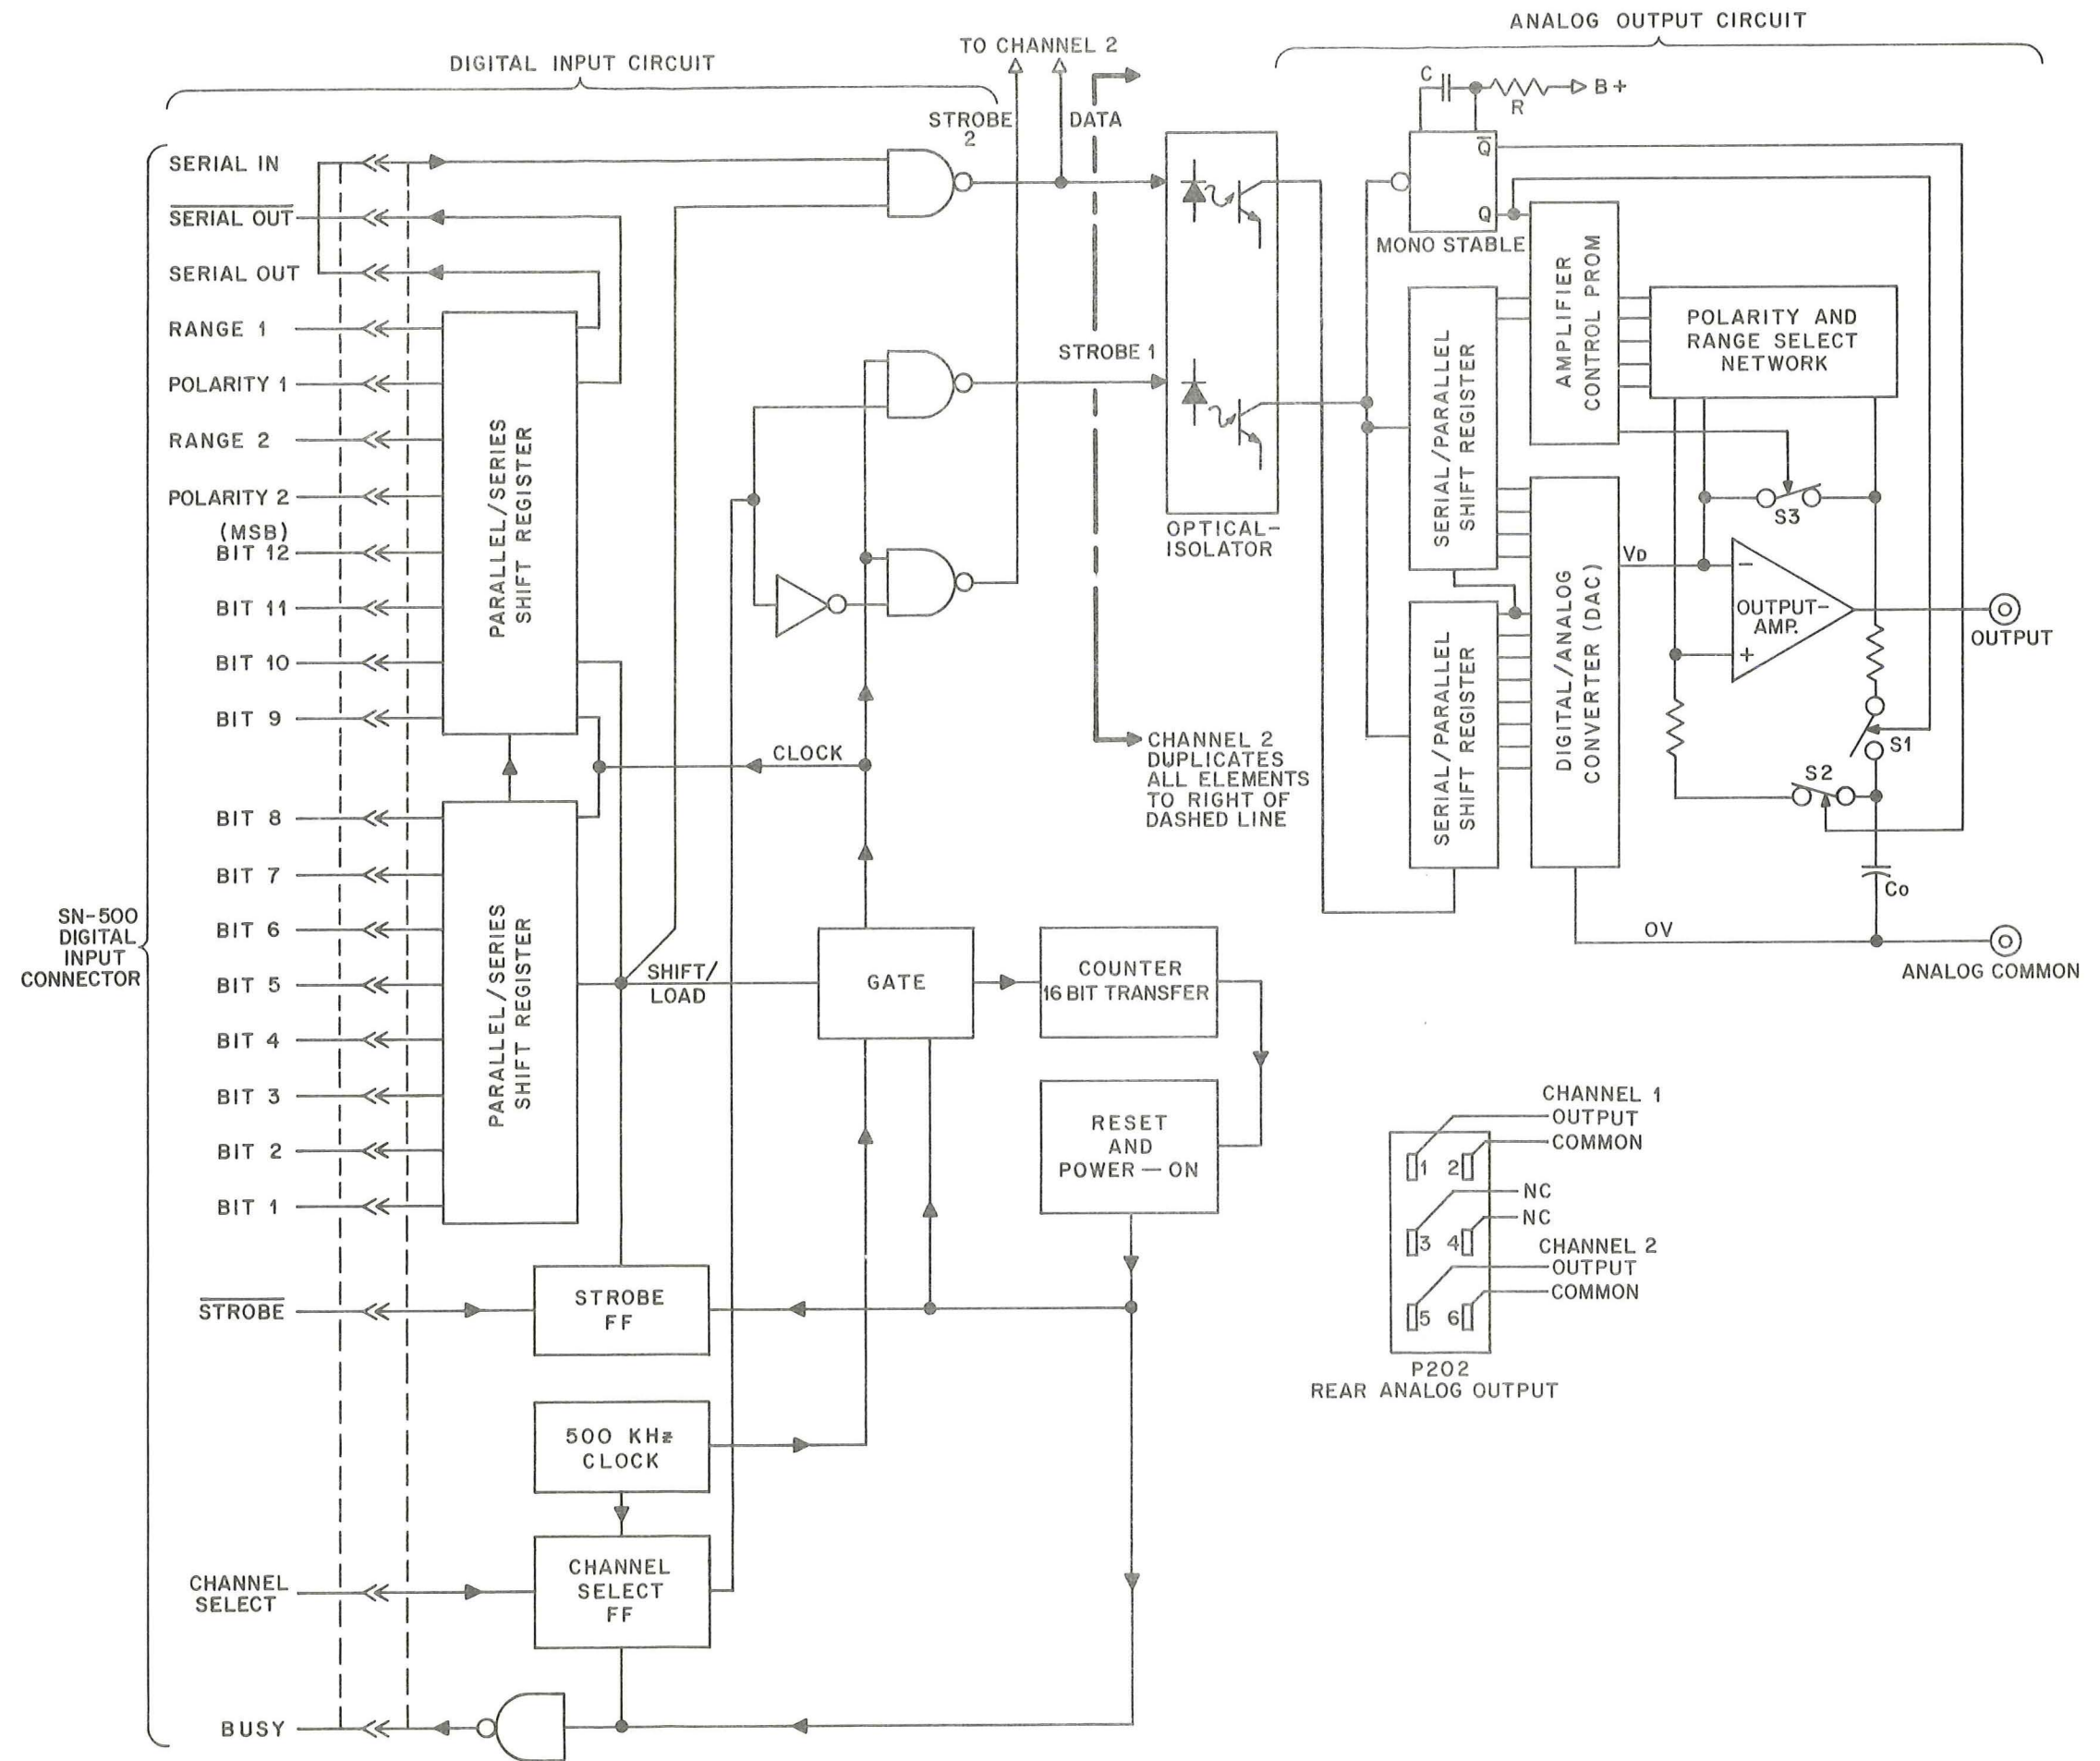 ANALOG OUTPUT CIRCUIT
TO CHANNEL 2
DIGITAL INPUT CIRCUIT
C
R
B+
STROBE
2
DATA
SERIAL IN
SERIAL OUT
SERIAL OUT
RANGE 1
POLARITY 1
RANGE 2
POLARITY 2
(MSB)
BIT 12
BIT 11
BIT 10
BIT 9
BIT 8
BIT 7
BIT 6
BIT 5
BIT 4
BIT 3
BIT 2
BIT 1
STROBE
CHANNEL
SELECT
BUSY
SN-500
DIGITAL
INPUT
CONNECTOR
PARALLEL/SERIES
SHIFT REGISTER
PARALLEL/SERIES
SHIFT REGISTER
CLOCK
SHIFT/
LOAD
GATE
COUNTER
16 BIT TRANSFER
RESET
AND
POWER—ON
STROBE
FF
500 KHz
CLOCK
CHANNEL
SELECT
FF
STROBE 1
OPTICAL-
ISOLATOR
CHANNEL 2
DUPLICATES
ALL ELEMENTS
TO RIGHT OF
DASHED LINE
Q̅
Q
MONO STABLE
SERIAL/PARALLEL
SHIFT REGISTER
SERIAL/PARALLEL
SHIFT REGISTER
AMPLIFIER
CONTROL PROM
POLARITY AND
RANGE SELECT
NETWORK
DIGITAL/ANALOG
CONVERTER (DAC)
S3
VD
-
OUTPUT-
AMP.
+
OUTPUT
S1
S2
Co
OV
ANALOG COMMON
CHANNEL 1
OUTPUT
COMMON
1 2
NC
NC
3 4
CHANNEL 2
OUTPUT
COMMON
5 6
P202
REAR ANALOG OUTPUT